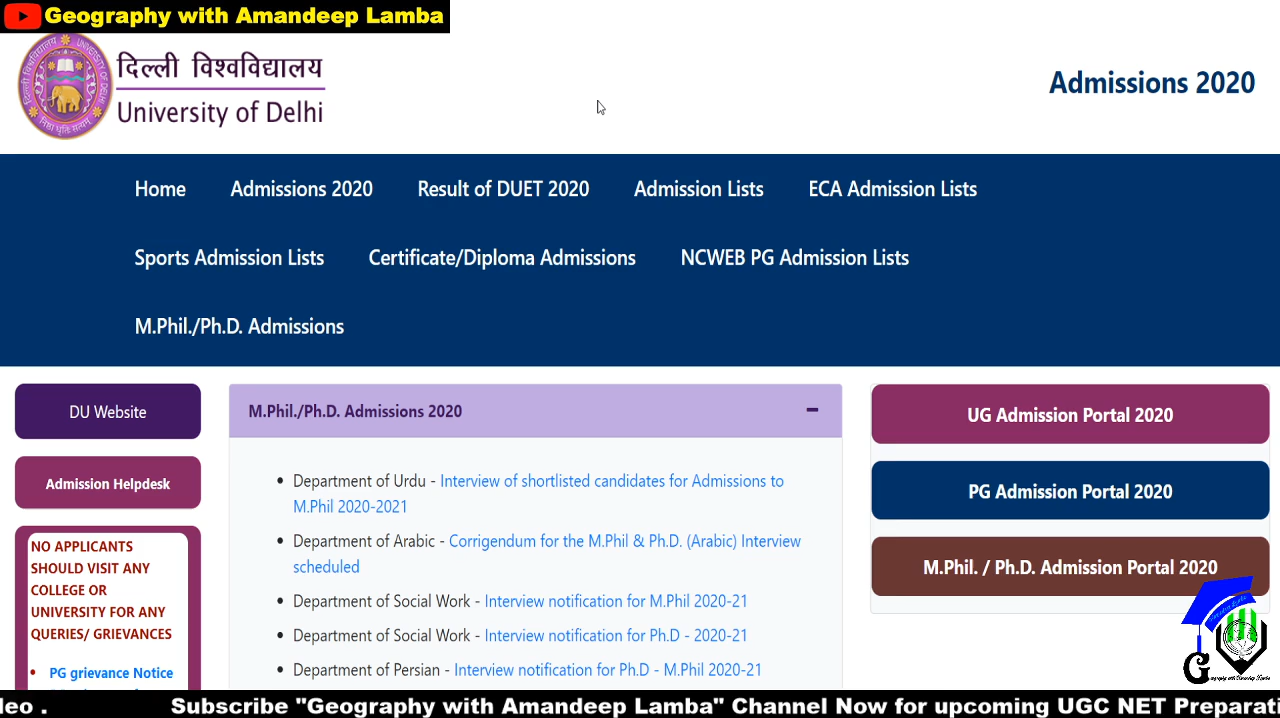 Geography with Amandeep Lamba
दिल्ली विश्वविद्यालय
University of Delhi
Admissions 2020
Home Admissions 2020 Result of DUET 2020 Admission Lists ECA Admission Lists
Sports Admission Lists Certificate/Diploma Admissions NCWEB PG Admission Lists
M.Phil./Ph.D. Admissions
DU Website
Admission Helpdesk
NO APPLICANTS
SHOULD VISIT ANY
COLLEGE OR
UNIVERSITY FOR ANY
QUERIES/ GRIEVANCES
PG grievance Notice
M.Phil./Ph.D. Admissions 2020
Department of Urdu - Interview of shortlisted candidates for Admissions to
M.Phil 2020-2021
Department of Arabic - Corrigendum for the M.Phil & Ph.D. (Arabic) Interview
scheduled
Department of Social Work - Interview notification for M.Phil 2020-21
Department of Social Work - Interview notification for Ph.D - 2020-21
Department of Persian - Interview notification for Ph.D - M.Phil 2020-21
UG Admission Portal 2020
PG Admission Portal 2020
M.Phil. / Ph.D. Admission Portal 2020
Geography with Amandeep Lamba
deo . Subscribe "Geography with Amandeep Lamba" Channel Now for upcoming UGC NET Preparati